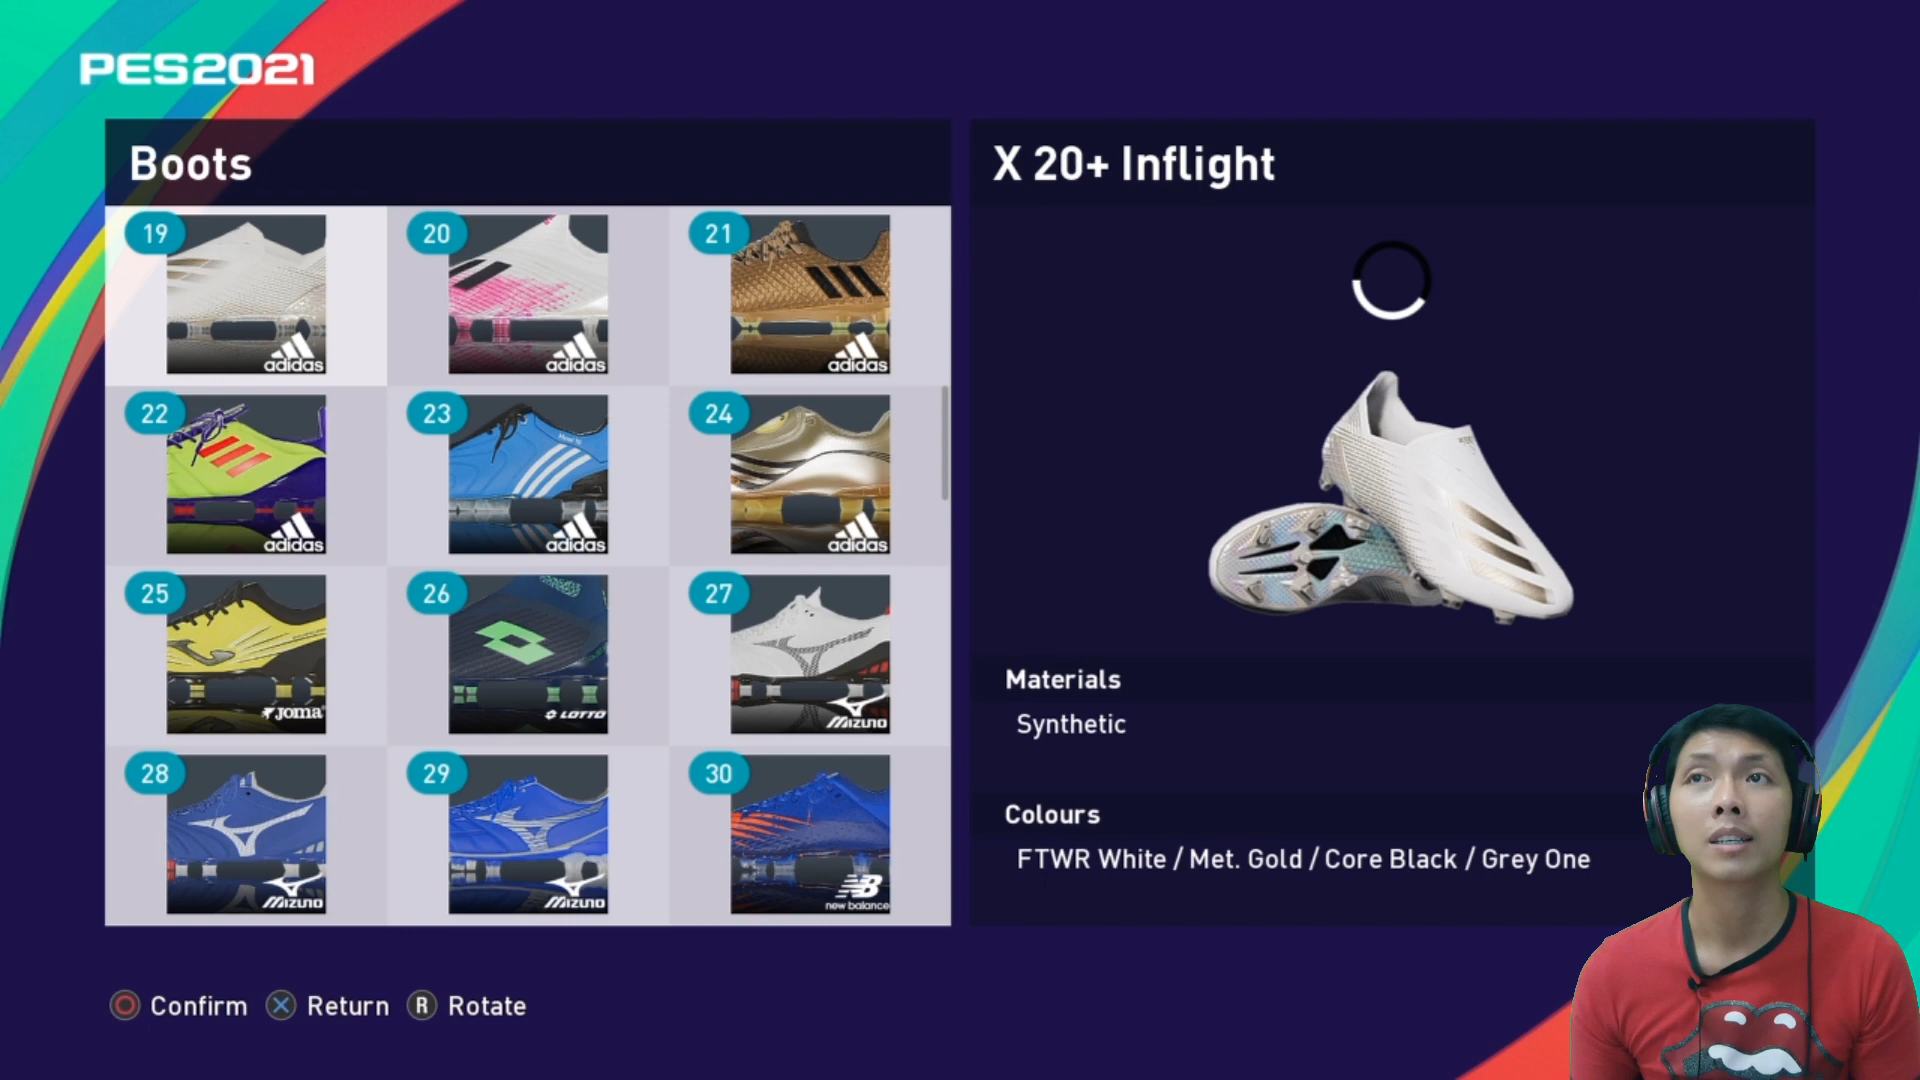 PES2021
Boots
19
adidas
20
adidas
21
adidas
22
adidas
23
adidas
24
adidas
25
Joma
26
LOTTO
27
MIZUNO
28
MIZUNO
29
MIZUNO
30
new balance
X 20+ Inflight
Materials
Synthetic
Colours
FTWR White / Met. Gold / Core Black / Grey One
Confirm
Return
R Rotate